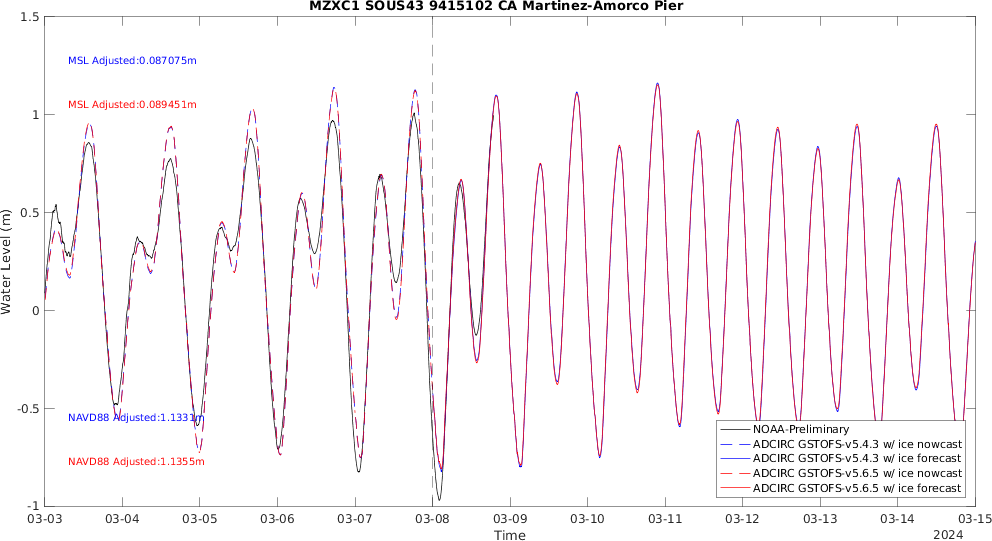 MZXC1 SOUS43 9415102 CA Martinez-Amorco Pier
1.5
1
0.5
0
-0.5
-1
Water Level (m)
MSL Adjusted:0.087075m
MSL Adjusted:0.089451m
NAVD88 Adjusted:1.1331m
NAVD88 Adjusted:1.1355m
NOAA-Preliminary
ADCIRC GSTOFS-v5.4.3 w/ ice nowcast
ADCIRC GSTOFS-v5.4.3 w/ ice forecast
ADCIRC GSTOFS-v5.6.5 w/ ice nowcast
ADCIRC GSTOFS-v5.6.5 w/ ice forecast
03-03 03-04 03-05 03-06 03-07 03-08 03-09 03-10 03-11 03-12 03-13 03-14 03-15
Time
2024